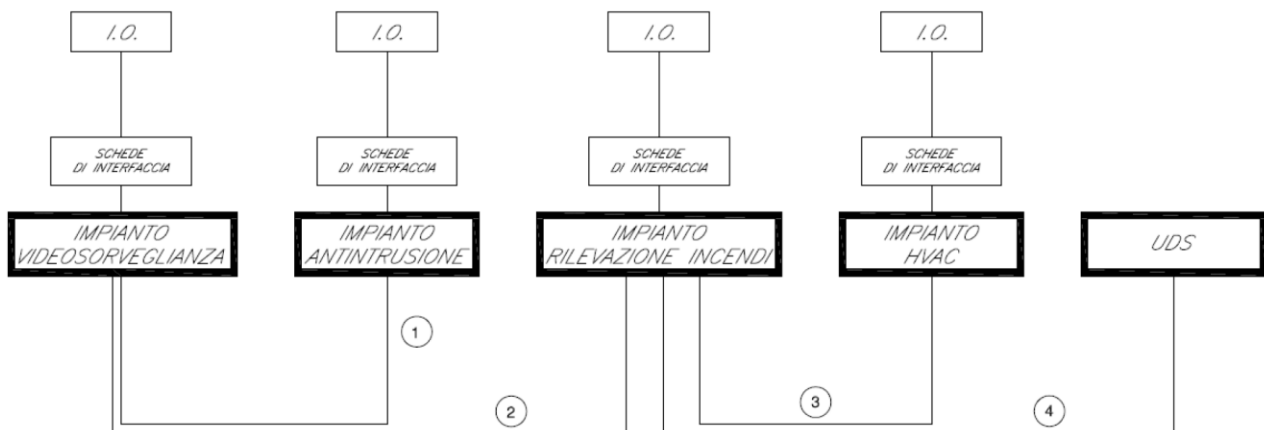 I.O.
I.O.
I.O.
I.O.
SCHEDE
DI INTERFACCIA
SCHEDE
DI INTERFACCIA
SCHEDE
DI INTERFACCIA
SCHEDE
DI INTERFACCIA
IMPIANTO
VIDEOSORVEGLIANZA
IMPIANTO
ANTINTRUSIONE
IMPIANTO
RILEVAZIONE INCENDI
IMPIANTO
HVAC
UDS
1
2
3
4